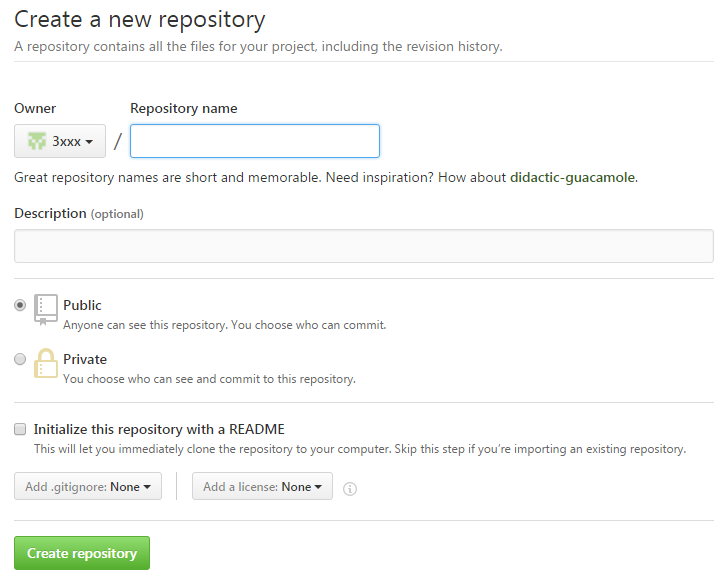 Create a new repository
A repository contains all the files for your project, including the revision history.
Owner Repository name
3xxx /
Great repository names are short and memorable. Need inspiration? How about didactic-guacamole.
Description (optional)
Public
Anyone can see this repository. You choose who can commit.
Private
You choose who can see and commit to this repository.
Initialize this repository with a README
This will let you immediately clone the repository to your computer. Skip this step if you’re importing an existing repository.
Add .gitignore: None Add a license: None
Create repository